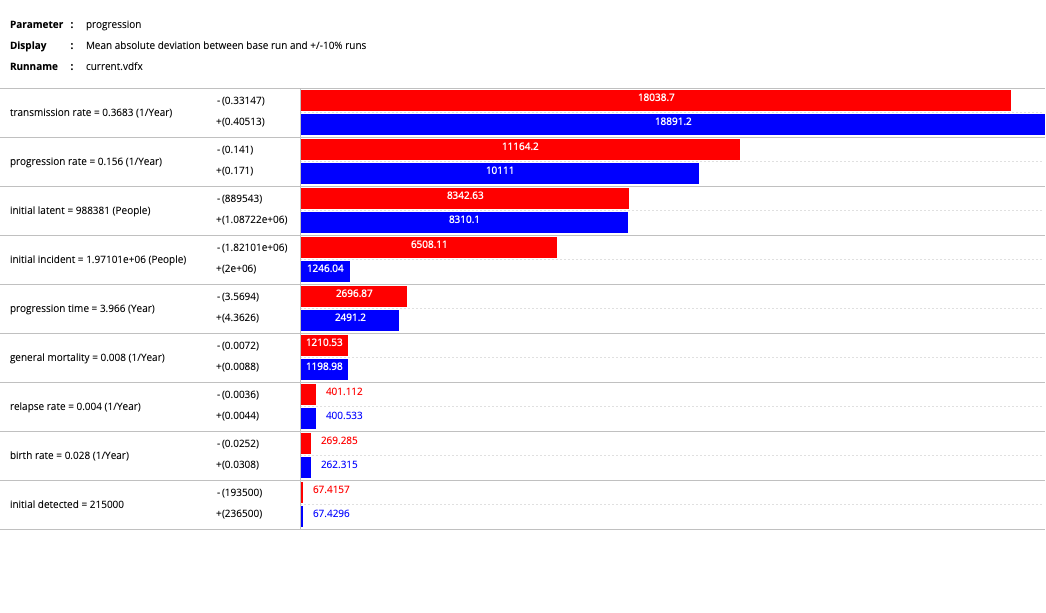 Parameter : progression
Display : Mean absolute deviation between base run and +/-10% runs
Runname : current.vdfx
transmission rate = 0.3683 (1/Year)
-(0.33147) 18038.7
+(0.40513) 18891.2
progression rate = 0.156 (1/Year)
-(0.141) 11164.2
+(0.171) 10111
initial latent = 988381 (People)
-(889543) 8342.63
+(1.08722e+06) 8310.1
initial incident = 1.97101e+06 (People)
-(1.82101e+06) 6508.11
+(2e+06) 1246.04
progression time = 3.966 (Year)
-(3.5694) 2696.87
+(4.3626) 2491.2
general mortality = 0.008 (1/Year)
-(0.0072) 1210.53
+(0.0088) 1198.98
relapse rate = 0.004 (1/Year)
-(0.0036) 401.112
+(0.0044) 400.533
birth rate = 0.028 (1/Year)
-(0.0252) 269.285
+(0.0308) 262.315
initial detected = 215000
-(193500) 67.4157
+(236500) 67.4296